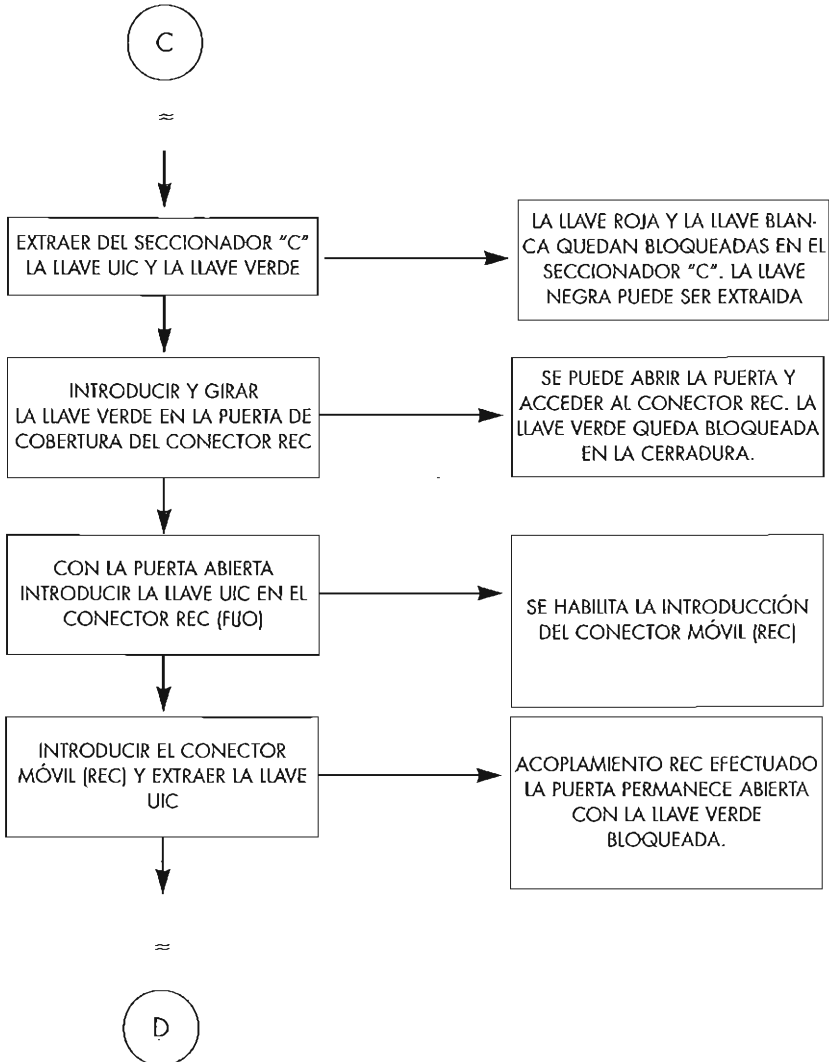 C
≈
EXTRAER DEL SECCIONADOR "C"
LA LLAVE UIC Y LA LLAVE VERDE
LA LLAVE ROJA Y LA LLAVE BLAN-
CA QUEDAN BLOQUEADAS EN EL
SECCIONADOR "C". LA LLAVE
NEGRA PUEDE SER EXTRAIDA
INTRODUCIR Y GIRAR
LA LLAVE VERDE EN LA PUERTA DE
COBERTURA DEL CONECTOR REC
SE PUEDE ABRIR LA PUERTA Y
ACCEDER AL CONECTOR REC. LA
LLAVE VERDE QUEDA BLOQUEADA
EN LA CERRADURA.
CON LA PUERTA ABIERTA
INTRODUCIR LA LLAVE UIC EN EL
CONECTOR REC (FIJO)
SE HABILITA LA INTRODUCCIÓN
DEL CONECTOR MÓVIL (REC)
INTRODUCIR EL CONECTOR
MÓVIL (REC) Y EXTRAER LA LLAVE
UIC
ACOPLAMIENTO REC EFECTUADO
LA PUERTA PERMANECE ABIERTA
CON LA LLAVE VERDE
BLOQUEADA.
≈
D